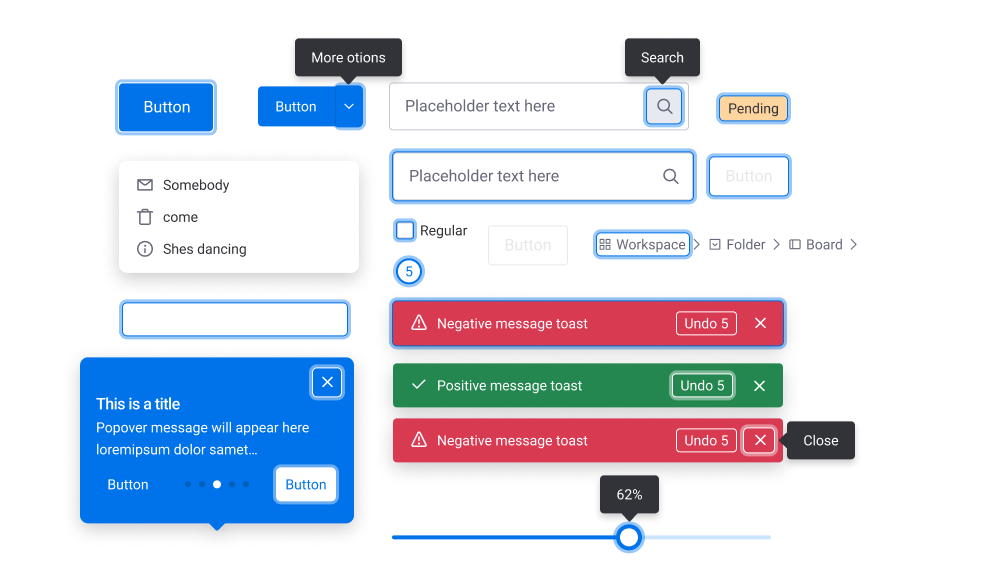 More otions
Search
Button
Button
Placeholder text here
Pending
Somebody
come
Shes dancing
Placeholder text here
Button
Regular
5
Button
Workspace
Folder
Board
Negative message toast
Undo 5
Positive message toast
Undo 5
Negative message toast
Undo 5
Close
This is a title
Popover message will appear here
loremipsum dolor samet...
Button
Button
62%